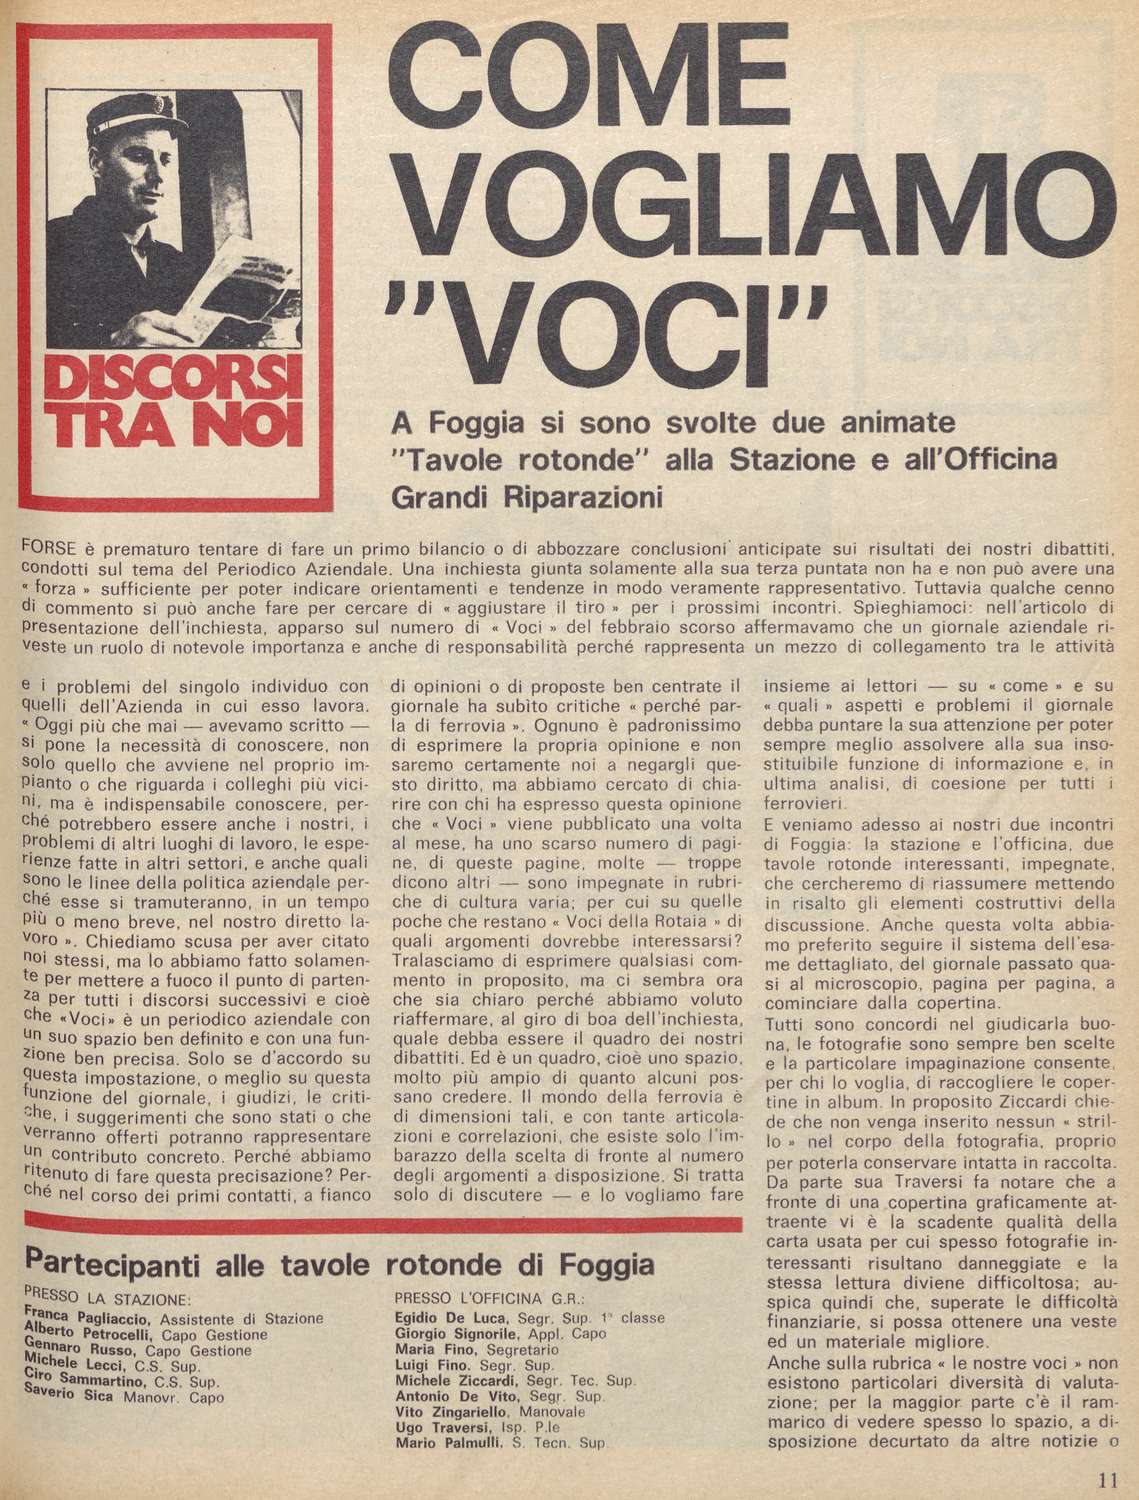 COME
VOGLIAMO
"VOCI"
DISCORSI
TRA NOI
A Foggia si sono svolte due animate
"Tavole rotonde" alla Stazione e all'Officina
Grandi Riparazioni
FORSE è prematuro tentare di fare un primo bilancio o di abbozzare conclusioni anticipate sui risultati dei nostri dibattiti,
condotti sul tema del Periodico Aziendale. Una inchiesta giunta solamente alla sua terza puntata non ha e non può avere una
« forza » sufficiente per poter indicare orientamenti e tendenze in modo veramente rappresentativo. Tuttavia qualche cenno
di commento si può anche fare per cercare di « aggiustare il tiro » per i prossimi incontri. Spieghiamoci: nell'articolo di
presentazione dell'inchiesta, apparso sul numero di « Voci » del febbraio scorso affermavamo che un giornale aziendale ri-
veste un ruolo di notevole importanza e anche di responsabilità perché rappresenta un mezzo di collegamento tra le attività
e i problemi del singolo individuo con
quelli dell'Azienda in cui esso lavora.
« Oggi più che mai — avevamo scritto —
si pone la necessità di conoscere, non
solo quello che avviene nel proprio im-
pianto o che riguarda i colleghi più vici-
ni, ma è indispensabile conoscere, per-
ché potrebbero essere anche i nostri, i
problemi di altri luoghi di lavoro, le espe-
rienze fatte in altri settori, e anche quali
sono le linee della politica aziendale per-
ché esse si tramuteranno, in un tempo
più o meno breve, nel nostro diretto la-
voro ». Chiediamo scusa per aver citato
noi stessi, ma lo abbiamo fatto solamen-
te per mettere a fuoco il punto di parten-
za per tutti i discorsi successivi e cioè
che «Voci» è un periodico aziendale con
un suo spazio ben definito e con una fun-
zione ben precisa. Solo se d'accordo su
questa impostazione, o meglio su questa
funzione del giornale, i giudizi, le criti-
che, i suggerimenti che sono stati o che
verranno offerti potranno rappresentare
un contributo concreto. Perché abbiamo
ritenuto di fare questa precisazione? Per-
ché nel corso dei primi contatti, a fianco
di opinioni o di proposte ben centrate il
giornale ha subìto critiche « perché par-
la di ferrovia ». Ognuno è padronissimo
di esprimere la propria opinione e non
saremo certamente noi a negargli que-
sto diritto, ma abbiamo cercato di chia-
rire con chi ha espresso questa opinione
che « Voci » viene pubblicato una volta
al mese, ha uno scarso numero di pagi-
ne, di queste pagine, molte — troppe
dicono altri — sono impegnate in rubri-
che di cultura varia; per cui su quelle
poche che restano « Voci della Rotaia » di
quali argomenti dovrebbe interessarsi?
Tralasciamo di esprimere qualsiasi com-
mento in proposito, ma ci sembra ora
che sia chiaro perché abbiamo voluto
riaffermare, al giro di boa dell'inchiesta,
quale debba essere il quadro dei nostri
dibattiti. Ed è un quadro, cioè uno spazio,
molto più ampio di quanto alcuni pos-
sano credere. Il mondo della ferrovia è
di dimensioni tali, e con tante articola-
zioni e correlazioni, che esiste solo l'im-
barazzo della scelta di fronte al numero
degli argomenti a disposizione. Si tratta
solo di discutere — e lo vogliamo fare
insieme ai lettori — su « come » e su
« quali » aspetti e problemi il giornale
debba puntare la sua attenzione per poter
sempre meglio assolvere alla sua inso-
stituibile funzione di informazione e, in
ultima analisi, di coesione per tutti i
ferrovieri.
E veniamo adesso ai nostri due incontri
di Foggia: la stazione e l'officina, due
tavole rotonde interessanti, impegnate,
che cercheremo di riassumere mettendo
in risalto gli elementi costruttivi della
discussione. Anche questa volta abbia-
mo preferito seguire il sistema dell'esa-
me dettagliato, del giornale passato qua-
si al microscopio, pagina per pagina, a
cominciare dalla copertina.
Tutti sono concordi nel giudicarla buo-
na, le fotografie sono sempre ben scelte
e la particolare impaginazione consente,
per chi lo voglia, di raccogliere le coper-
tine in album. In proposito Ziccardi chie-
de che non venga inserito nessun « stril-
lo » nel corpo della fotografia, proprio
per poterla conservare intatta in raccolta.
Da parte sua Traversi fa notare che a
fronte di una copertina graficamente at-
traente vi è la scadente qualità della
carta usata per cui spesso fotografie in-
teressanti risultano danneggiate e la
stessa lettura diviene difficoltosa; au-
spica quindi che, superate le difficoltà
finanziarie, si possa ottenere una veste
ed un materiale migliore.
Anche sulla rubrica « le nostre voci » non
esistono particolari diversità di valuta-
zione; per la maggior parte c'è il ram-
marico di vedere spesso lo spazio, a di-
sposizione decurtato da altre notizie o
Partecipanti alle tavole rotonde di Foggia
PRESSO LA STAZIONE:
Franca Pagliaccio, Assistente di Stazione
Alberto Petrocelli, Capo Gestione
Gennaro Russo, Capo Gestione
Michele Lecci, C.S. Sup.
Ciro Sammartino, C.S. Sup.
Saverio Sica Manovr. Capo
PRESSO L'OFFICINA G.R.:
Egidio De Luca, Segr. Sup. 1ª classe
Giorgio Signorile, Appl. Capo
Maria Fino, Segretario
Luigi Fino, Segr. Sup.
Michele Ziccardi, Segr. Tec. Sup.
Antonio De Vito, Segr. Sup.
Vito Zingariello, Manovale
Ugo Traversi, Isp. P.le
Mario Palmulli, S. Tecn. Sup.
11